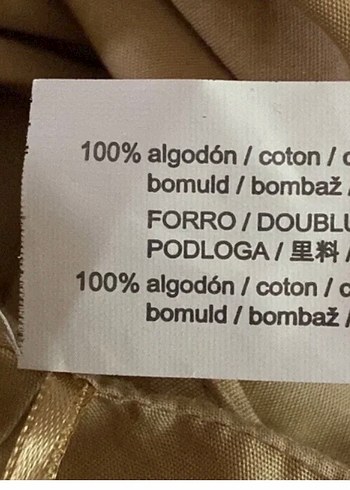 100% algodón / coton / c
bomuld / bombaž /
FORRO / DOUBLU
PODLOGA / 里料 /
100% algodón / coton / c
bomuld / bombaž /